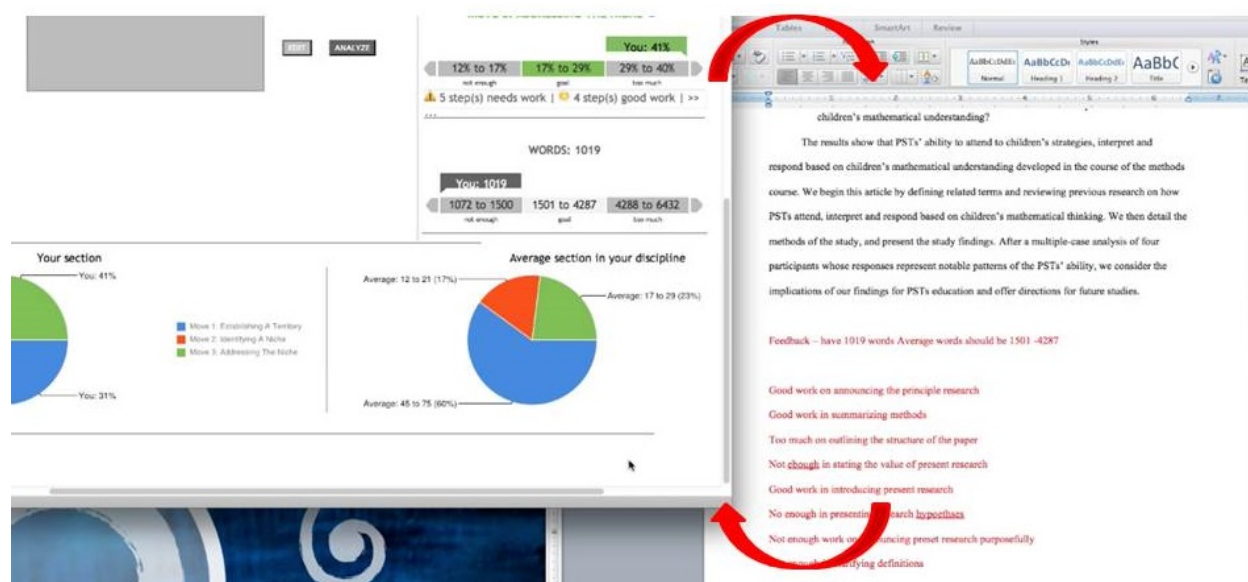 EDIT ANALYZE
You: 41%
12% to 17% 17% to 29% 29% to 40%
not enough goal too much
5 step(s) needs work | 4 step(s) good work | >>
...
WORDS: 1019
You: 1019
1072 to 1500 1501 to 4287 4288 to 6432
not enough goal too much
Your section
You: 41%
Move 1: Establishing A Territory
Move 2: Identifying A Niche
Move 3: Addressing The Niche
You: 31%
Average section in your discipline
Average: 12 to 21 (17%)
Average: 17 to 29 (23%)
Average: 45 to 75 (60%)
Tables SmartArt Review
Styles
AaBbCcDdEe AaBbCcDc AaBbCcDdEe AaBbC
Normal Heading 1 Heading 2 Title
children's mathematical understanding?
The results show that PSTs' ability to attend to children's strategies, interpret and
respond based on children's mathematical understanding developed in the course of the methods
course. We begin this article by defining related terms and reviewing previous research on how
PSTs attend, interpret and respond based on children's mathematical thinking. We then detail the
methods of the study, and present the study findings. After a multiple-case analysis of four
participants whose responses represent notable patterns of the PSTs' ability, we consider the
implications of our findings for PSTs education and offer directions for future studies.
Feedback – have 1019 words Average words should be 1501 -4287
Good work on announcing the principle research
Good work in summarizing methods
Too much on outlining the structure of the paper
Not ebough in stating the value of present research
Good work in introducing present research
No enough in presenting research hypoethses
Not enough work on announcing preset research purposefully
definitions